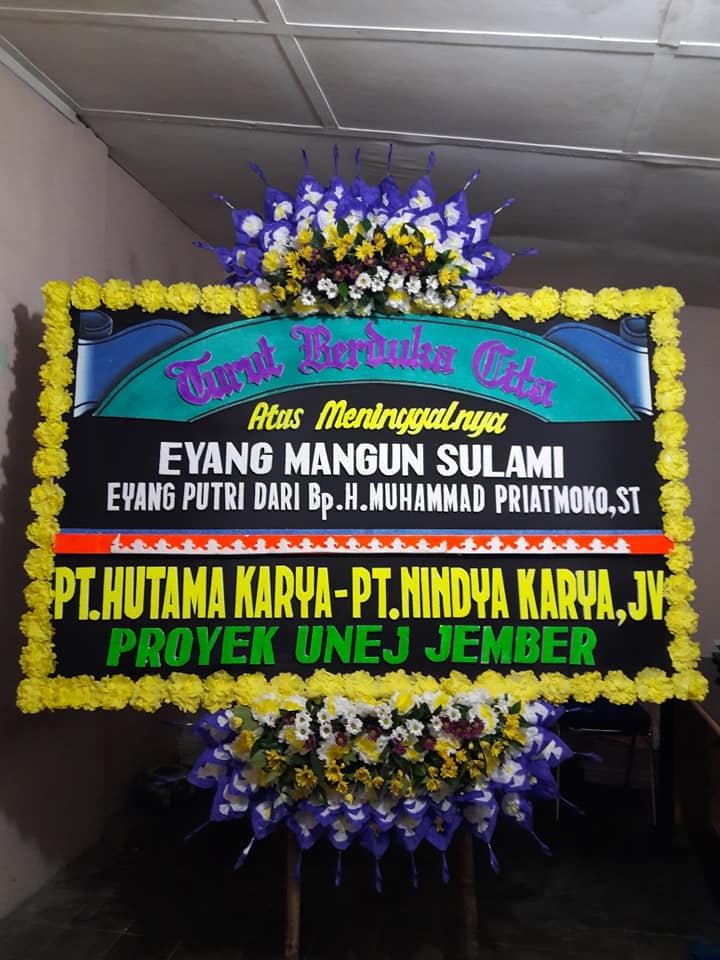 Turut Berduka Cita
Atas Meninggalnya
EYANG MANGUN SULAMI
EYANG PUTRI DARI Bp.H.MUHAMMAD PRIATMOKO,ST
PT.HUTAMA KARYA-PT.NINDYA KARYA,JV
PROYEK UNEJ JEMBER